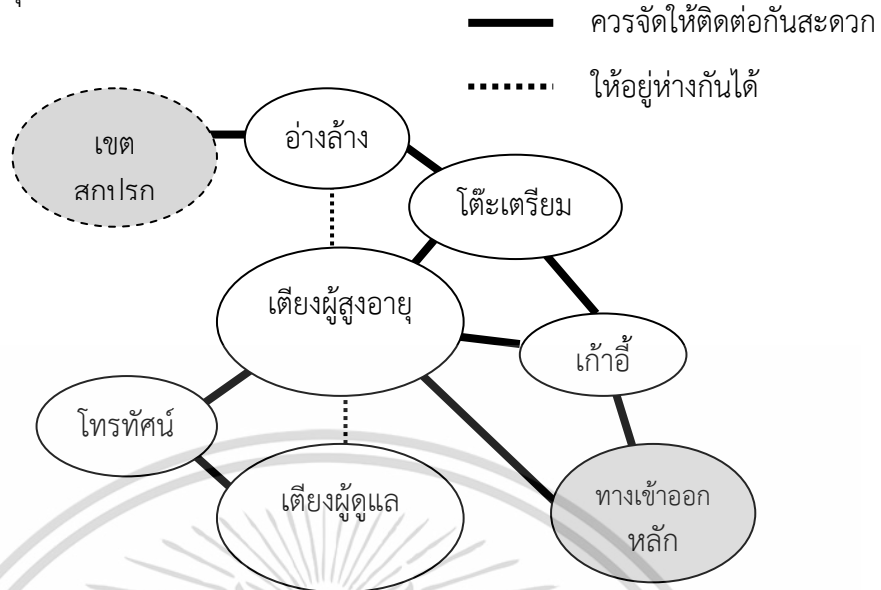 ควรจัดให้ติดต่อกันสะดวก
ให้อยู่ห่างกันได้
เขต
สกปรก
อ่างล้าง
โต๊ะเตรียม
เตียงผู้สูงอายุ
เก้าอี้
โทรทัศน์
เตียงผู้ดูแล
ทางเข้าออก
หลัก